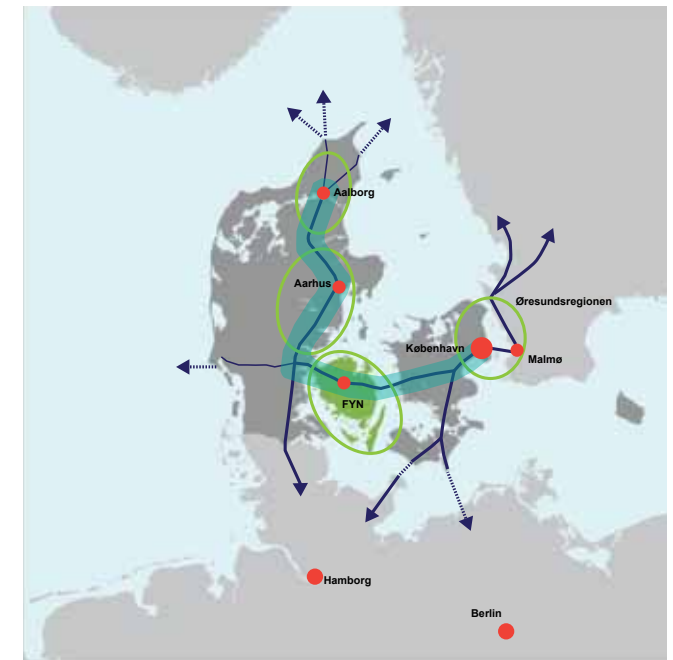 Aalborg
Aarhus
Øresundsregionen
København
Malmø
FYN
Hamborg
Berlin